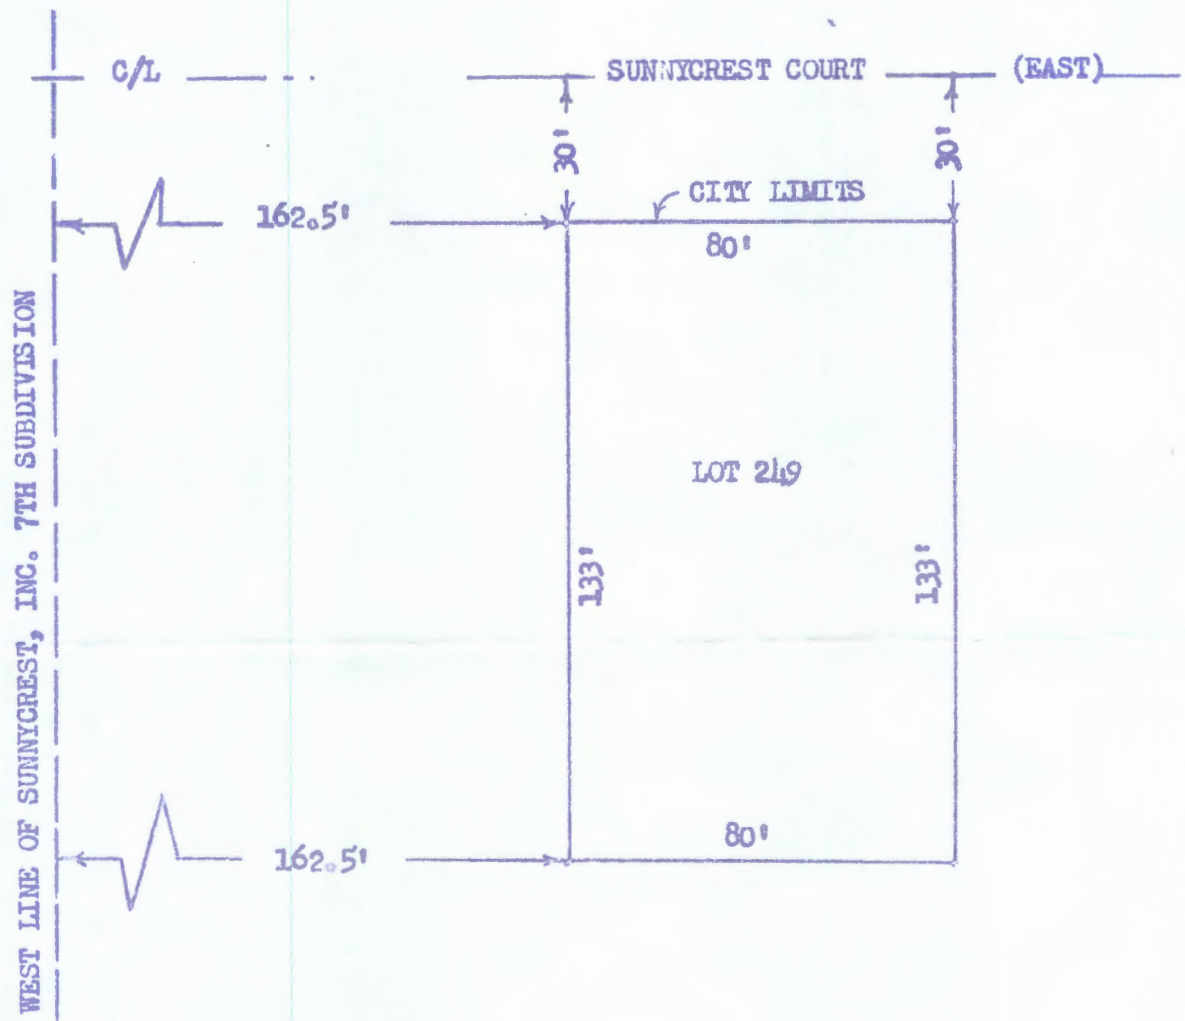 C/L SUNNYCREST COURT (EAST)
30' 30'
CITY LIMITS
162.5'
80'
WEST LINE OF SUNNYCREST, INC. 7TH SUBDIVISION
LOT 249
133' 133'
80'
162.5'